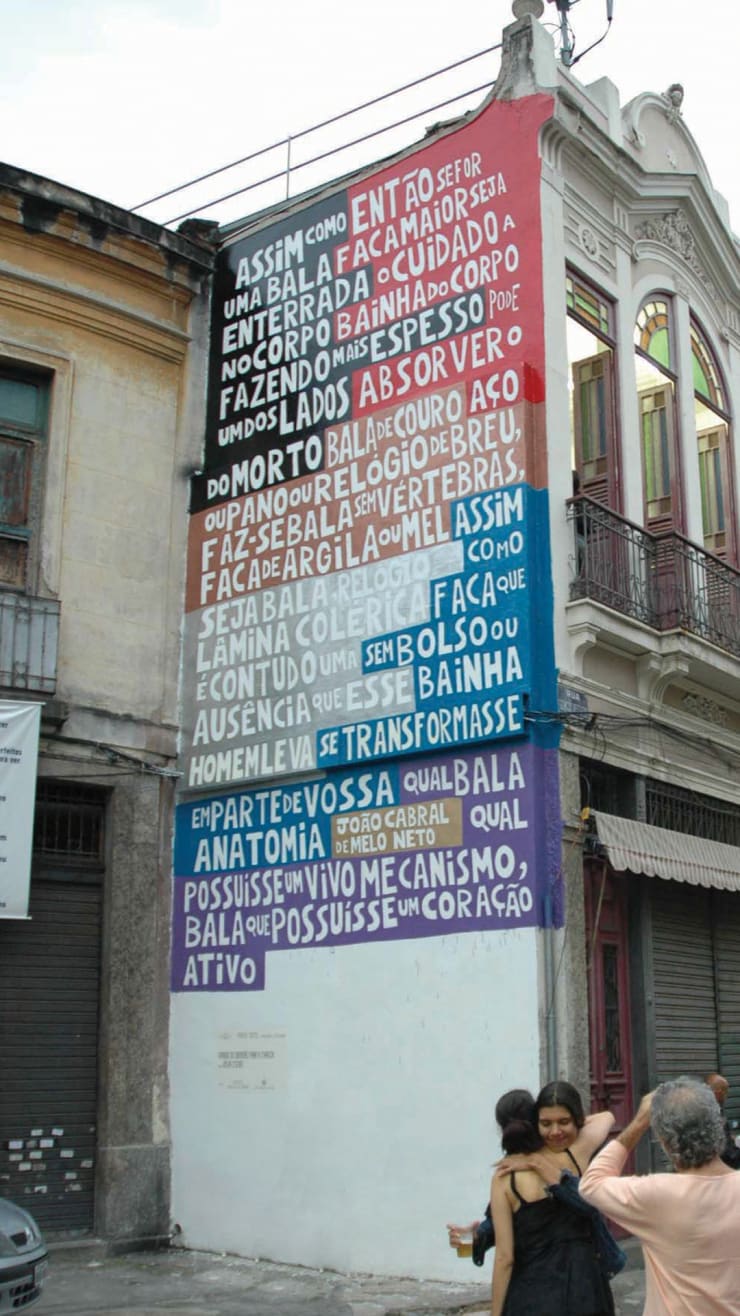 ASSIM COMO ENTÃO SE FOR
UMA BALA FACA MAIOR SEJA
ENTERRADA O CUIDADO A
NO CORPO BAINHA DO CORPO
FAZENDO MAIS ESPESSO PODE
UM DOS LADOS ABSORVER O
DO MORTO BALA DE COURO AÇO
OU PANO OU RELÓGIO DE BREU,
FAZ-SE BALA SEM VÉRTEBRAS,
FACA DE ARGILA OU MEL ASSIM
SEJA BALA, RELÓGIO COMO
LÂMINA COLÉRICA FACA QUE
É CONTUDO UMA SEM BOLSO OU
AUSÊNCIA QUE ESSE BAINHA
HOMEM LEVA SE TRANSFORMASSE
EM PARTE DE VOSSA QUAL BALA
ANATOMIA JOÃO CABRAL QUAL
DE MELO NETO
POSSUÍSSE UM VIVO MECANISMO,
BALA QUE POSSUÍSSE UM CORAÇÃO
ATIVO